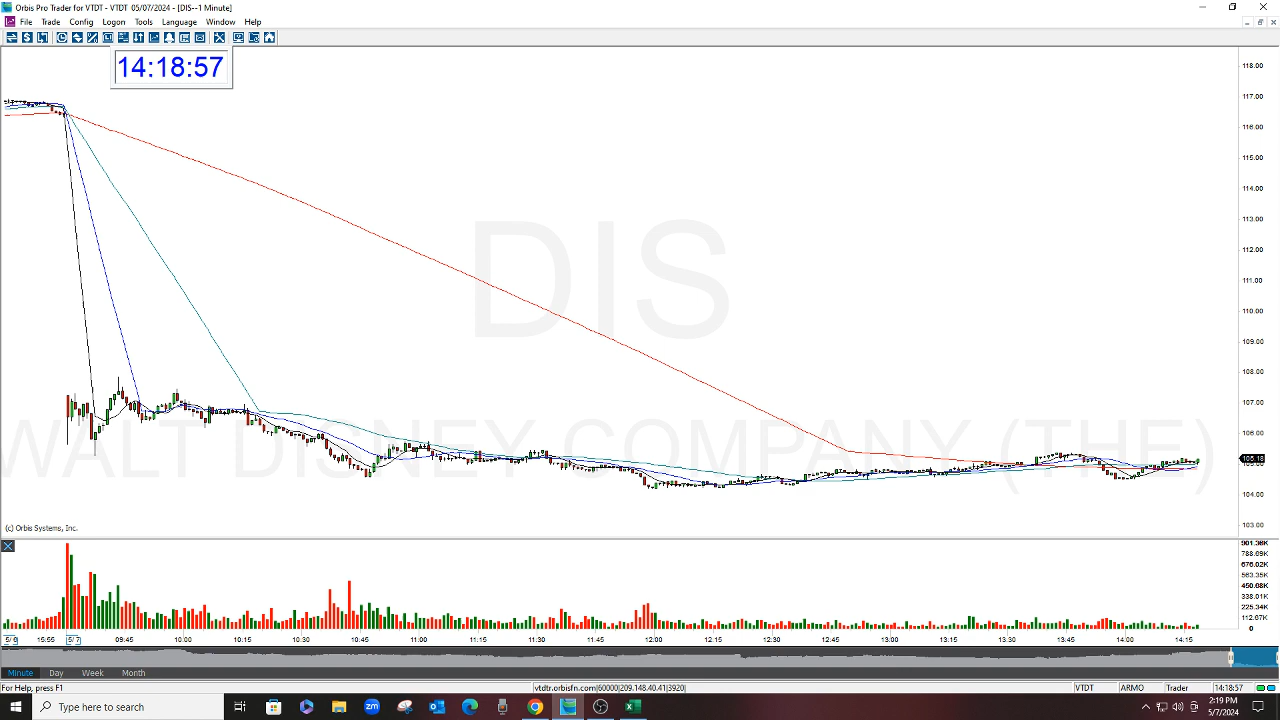 Orbis Pro Trader for VTDT - VTDT 05/07/2024 - [DIS--1 Minute]
File Trade Config Logon Tools Language Window Help
14:18:57
118.00
117.00
116.00
115.00
114.00
113.00
112.00
111.00
110.00
109.00
108.00
107.00
106.00
105.18
104.00
103.00
DIS
WALT DISNEY COMPANY (THE)
(c) Orbis Systems, Inc.
901.36K
788.69K
676.02K
563.35K
450.68K
338.01K
225.34K
112.67K
0
5/6 15:55 5/7 09:45 10:00 10:15 10:30 10:45 11:00 11:15 11:30 11:45 12:00 12:15 12:30 12:45 13:00 13:15 13:30 13:45 14:00 14:15
Minute Day Week Month
For Help, press F1 vtdtr.orbisfn.com|60000|209.148.40.41|3920| VTDT ARMO Trader 14:18:57
Type here to search
2:19 PM
5/7/2024